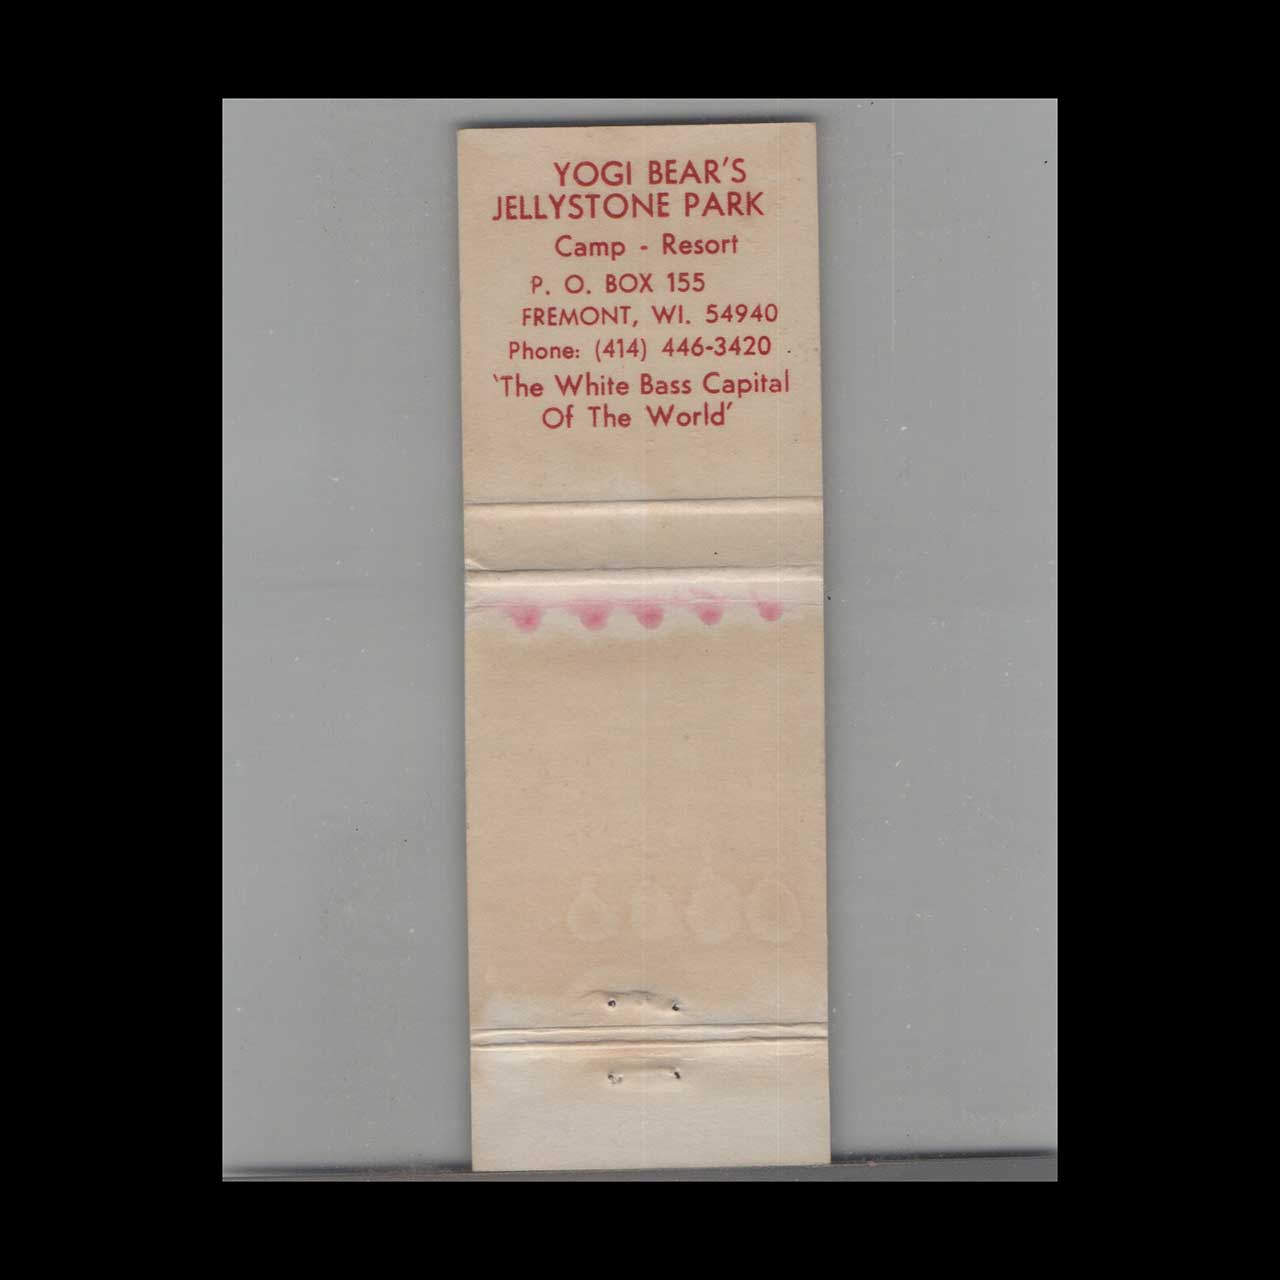 YOGI BEAR'S
JELLYSTONE PARK
Camp - Resort
P. O. BOX 155
FREMONT, WI. 54940
Phone: (414) 446-3420
'The White Bass Capital
Of The World'